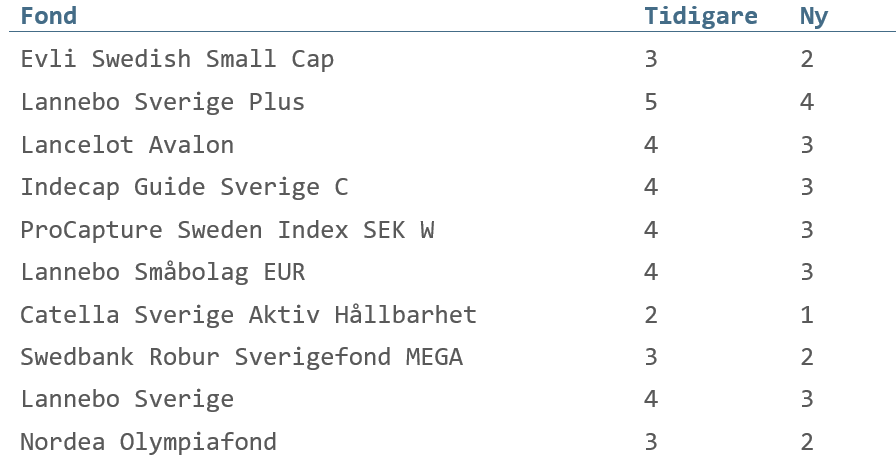 Fond Tidigare Ny
Evli Swedish Small Cap 3 2
Lannebo Sverige Plus 5 4
Lancelot Avalon 4 3
Indecap Guide Sverige C 4 3
ProCapture Sweden Index SEK W 4 3
Lannebo Småbolag EUR 4 3
Catella Sverige Aktiv Hållbarhet 2 1
Swedbank Robur Sverigefond MEGA 3 2
Lannebo Sverige 4 3
Nordea Olympiafond 3 2